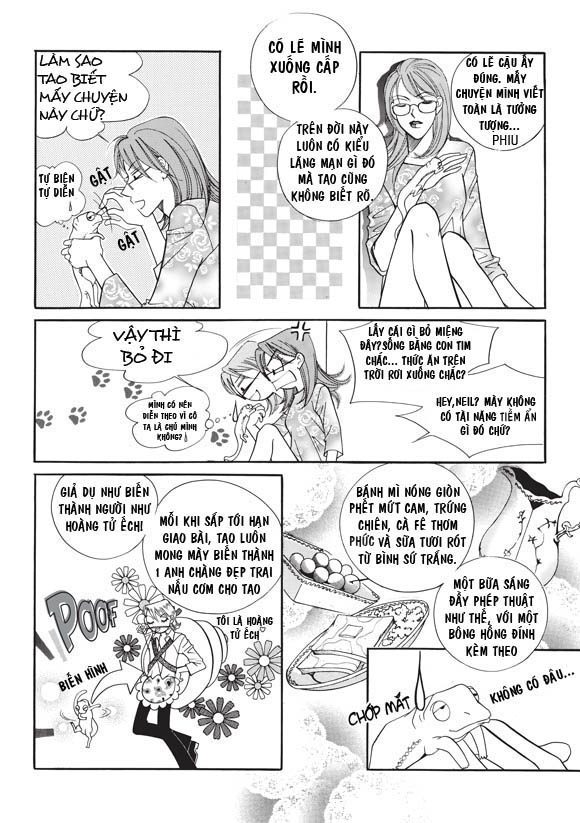 CÓ LẼ CẬU ẤY
ĐÚNG. MẤY
CHUYỆN MÌNH VIẾT
TOÀN LÀ TƯỞNG
TƯỢNG...
PHIU
CÓ LẼ MÌNH
XUỐNG CẤP
RỒI.
TRÊN ĐỜI NÀY
LUÔN CÓ KIỂU
LÃNG MẠN GÌ ĐÓ
MÀ TẠO CŨNG
KHÔNG BIẾT RÕ.
LÀM SAO
TAO BIẾT
MẤY CHUYỆN
NÀY CHỨ?
TỰ BIÊN
TỰ DIỄN
GẬT
GẬT
LẤY CÁI GÌ BỎ MIỆNG
ĐÂY?SỐNG BẰNG CON TIM
CHẮC... THỨC ĂN TRÊN
TRỜI RƠI XUỐNG CHẮC?
HEY,NEIL? MÀY KHÔNG
CÓ TÀI NĂNG TIỀM ẨN
GÌ ĐÓ CHỨ?
VẬY THÌ
BỎ ĐI
MÌNH CÓ NÊN
DIỄN THEO VÌ CÔ
TA LÀ CHỦ MÌNH
KHÔNG?
BÁNH MÌ NÓNG GIÒN
PHẾT MỨT CAM, TRỨNG
CHIÊN, CÀ FÊ THƠM
PHỨC VÀ SỮA TƯƠI RÓT
TỪ BÌNH SỨ TRẮNG.
MỘT BỮA SÁNG
ĐẦY PHÉP THUẬT
NHƯ THẾ, VỚI MỘT
BÔNG HỒNG ĐÍNH
KÈM THEO
GIẢ DỤ NHƯ BIẾN
THÀNH NGƯỜI NHƯ
HOÀNG TỬ ẾCH!
MỖI KHI SẮP TỚI HẠN
GIAO BÀI, TAO LUÔN
MONG MÀY BIẾN THÀNH
1 ANH CHÀNG ĐẸP TRAI
NẤU CƠM CHO TAO
POOF
TÔI LÀ HOÀNG
TỬ ẾCH
BIẾN HÌNH
CHỚP MẮT
KHÔNG CÓ ĐÂU...